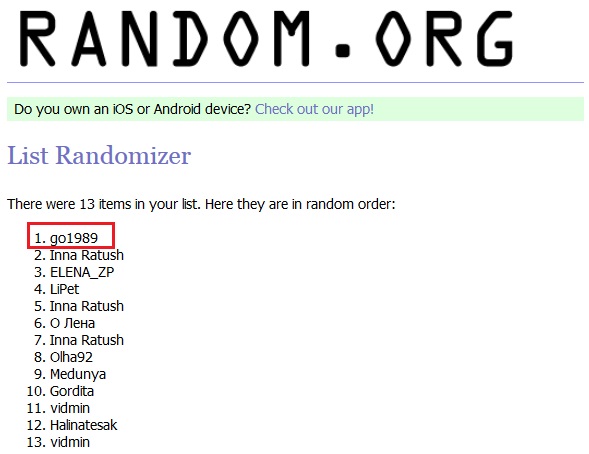 RANDOM.ORG
Do you own an iOS or Android device? Check out our app!
List Randomizer
There were 13 items in your list. Here they are in random order:
1. go1989
2. Inna Ratush
3. ELENA_ZP
4. LiPet
5. Inna Ratush
6. О Лена
7. Inna Ratush
8. Olha92
9. Medunya
10. Gordita
11. vidmin
12. Halinatesak
13. vidmin